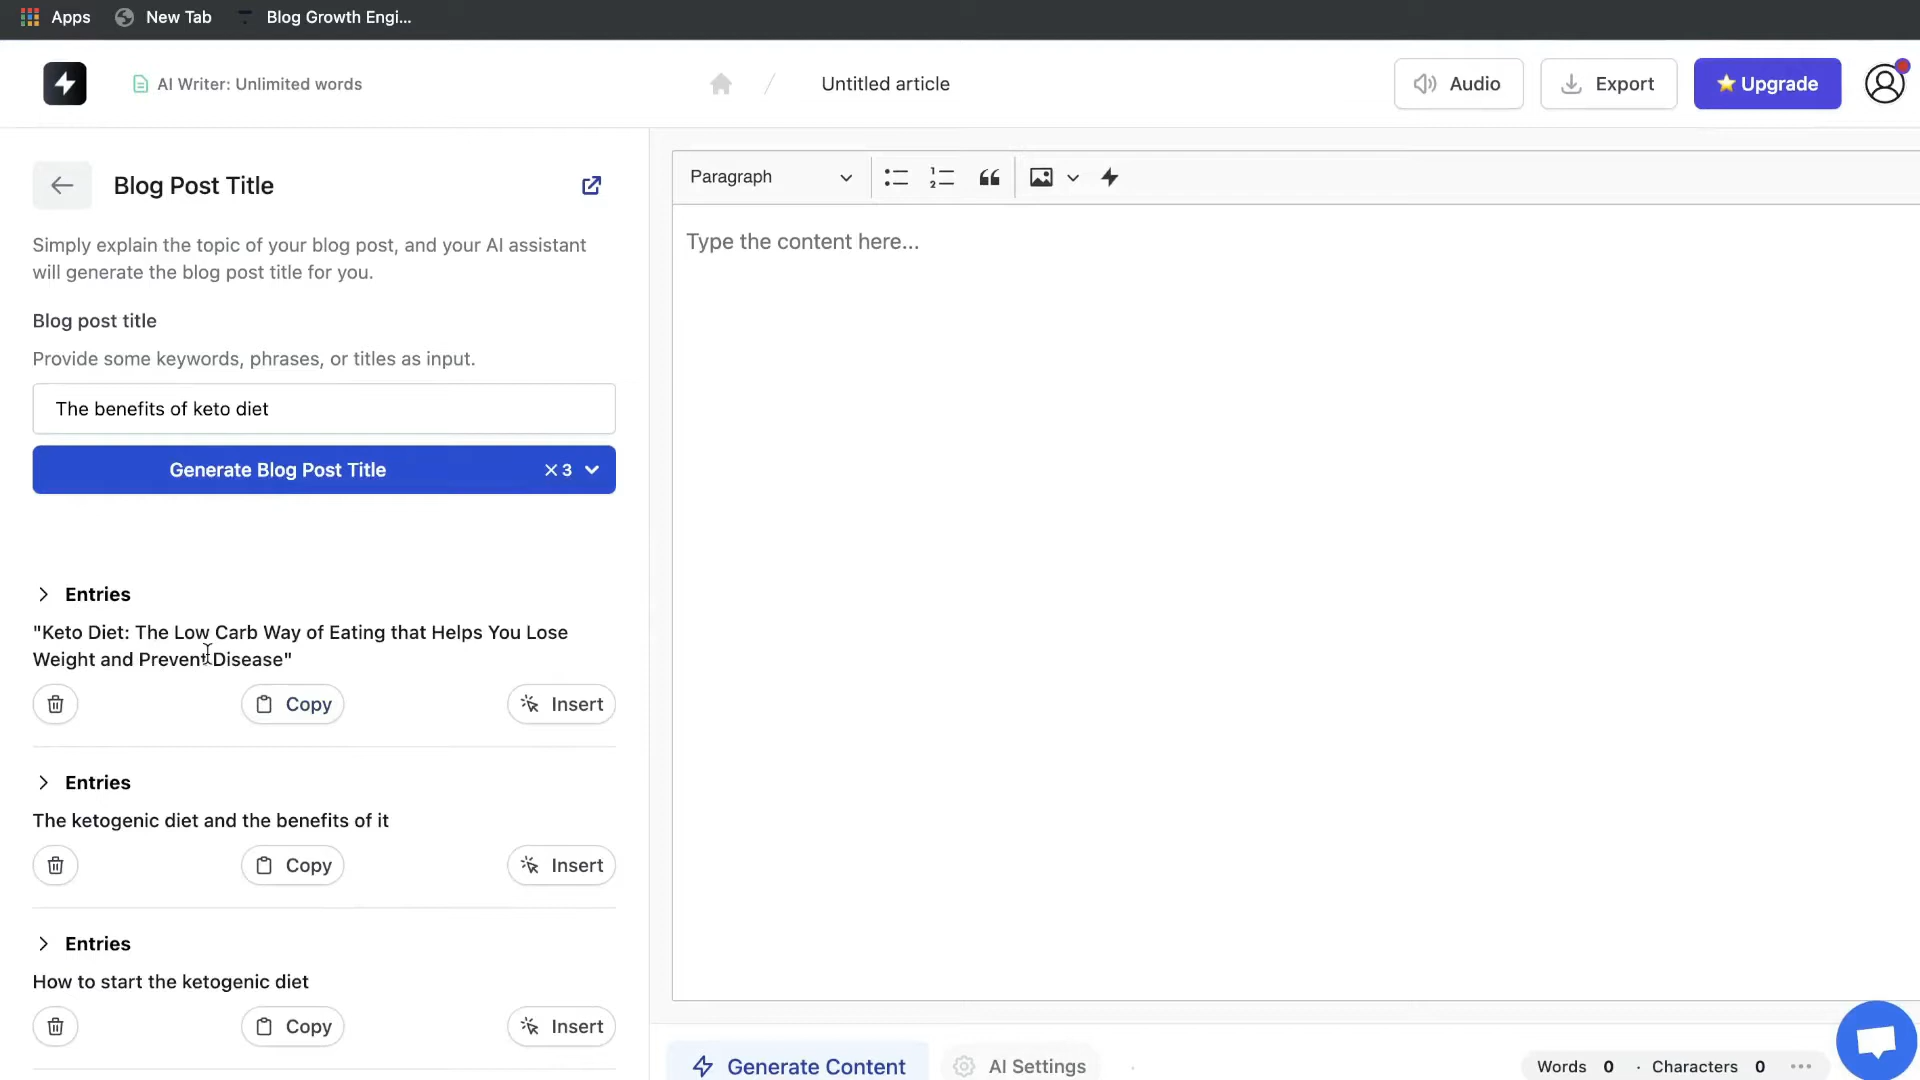 Apps
New Tab
Blog Growth Engi...
AI Writer: Unlimited words
Untitled article
Audio
Export
Upgrade
Blog Post Title
Simply explain the topic of your blog post, and your AI assistant
will generate the blog post title for you.
Blog post title
Provide some keywords, phrases, or titles as input.
The benefits of keto diet
Generate Blog Post Title
× 3
Entries
"Keto Diet: The Low Carb Way of Eating that Helps You Lose
Weight and Prevent Disease"
Copy
Insert
Entries
The ketogenic diet and the benefits of it
Copy
Insert
Entries
How to start the ketogenic diet
Copy
Insert
Paragraph
Type the content here...
Generate Content
AI Settings
Words 0 · Characters 0